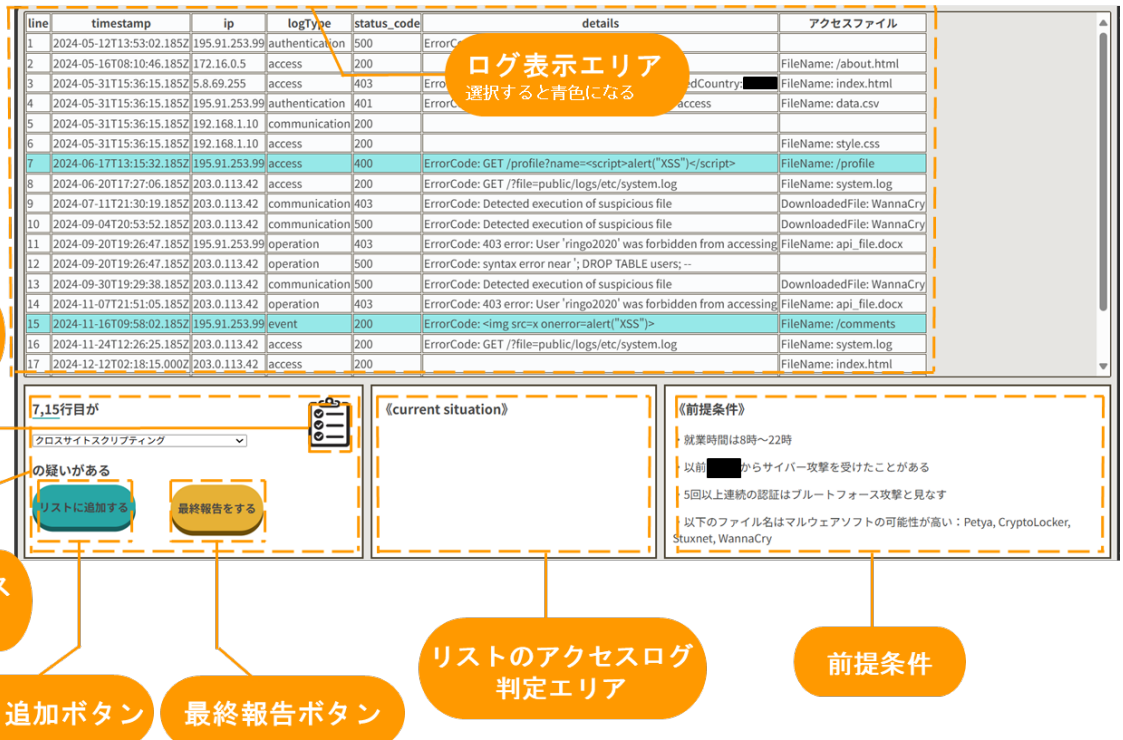 line timestamp ip logType status_code details アクセスファイル
1 2024-05-12T13:53:02.185Z 195.91.253.99 authentication 500
2 2024-05-16T08:10:46.185Z 172.16.0.5 access 200 FileName: /about.html
3 2024-05-31T15:36:15.185Z 5.8.69.255 access 403 edCountry: FileName: index.html
4 2024-05-31T15:36:15.185Z 195.91.253.99 authentication 401 access FileName: data.csv
5 2024-05-31T15:36:15.185Z 192.168.1.10 communication 200
6 2024-05-31T15:36:15.185Z 192.168.1.10 access 200 FileName: style.css
7 2024-06-17T13:15:32.185Z 195.91.253.99 access 400 ErrorCode: GET /profile?name=<script>alert("XSS")</script> FileName: /profile
8 2024-06-20T17:27:06.185Z 203.0.113.42 access 200 ErrorCode: GET /?file=public/logs/etc/system.log FileName: system.log
9 2024-07-11T21:30:19.185Z 203.0.113.42 communication 403 ErrorCode: Detected execution of suspicious file DownloadedFile: WannaCry
10 2024-09-04T20:53:52.185Z 203.0.113.42 communication 500 ErrorCode: Detected execution of suspicious file DownloadedFile: WannaCry
11 2024-09-20T19:26:47.185Z 195.91.253.99 operation 403 ErrorCode: 403 error: User 'ringo2020' was forbidden from accessing FileName: api_file.docx
12 2024-09-20T19:26:47.185Z 203.0.113.42 operation 500 ErrorCode: syntax error near '; DROP TABLE users; --
13 2024-09-30T19:29:38.185Z 203.0.113.42 communication 500 ErrorCode: Detected execution of suspicious file DownloadedFile: WannaCry
14 2024-11-07T21:51:05.185Z 203.0.113.42 operation 403 ErrorCode: 403 error: User 'ringo2020' was forbidden from accessing FileName: api_file.docx
15 2024-11-16T09:58:02.185Z 195.91.253.99 event 200 ErrorCode: <img src=x onerror=alert("XSS")> FileName: /comments
16 2024-11-24T12:26:25.185Z 203.0.113.42 access 200 ErrorCode: GET /?file=public/logs/etc/system.log FileName: system.log
17 2024-12-12T02:18:15.000Z 203.0.113.42 access 200 FileName: index.html
ログ表示エリア
選択すると青色になる
7,15行目が
クロスサイトスクリプティング
の疑いがある
リストに追加する
最終報告をする
《current situation》
《前提条件》
・就業時間は8時～22時
・以前 からサイバー攻撃を受けたことがある
・5回以上連続の認証はブルートフォース攻撃と見なす
・以下のファイル名はマルウェアソフトの可能性が高い：Petya, CryptoLocker,
Stuxnet, WannaCry
ス
追加ボタン
最終報告ボタン
リストのアクセスログ
判定エリア
前提条件